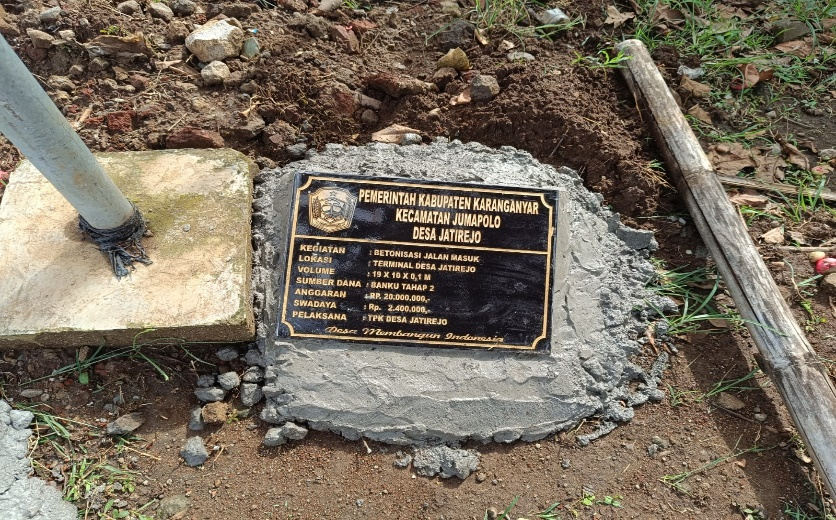 PEMERINTAH KABUPATEN KARANGANYAR
KECAMATAN JUMAPOLO
DESA JATIREJO
KEGIATAN : BETONISASI JALAN MASUK
LOKASI : TERMINAL DESA JATIREJO
VOLUME : 19 X 10 X 0,1 M
SUMBER DANA : BANKU TAHAP 2
ANGGARAN : RP. 20.000.000,-
SWADAYA : Rp. 2.400.000,-
PELAKSANA : TPK DESA JATIREJO
Desa Membangun Indonesia